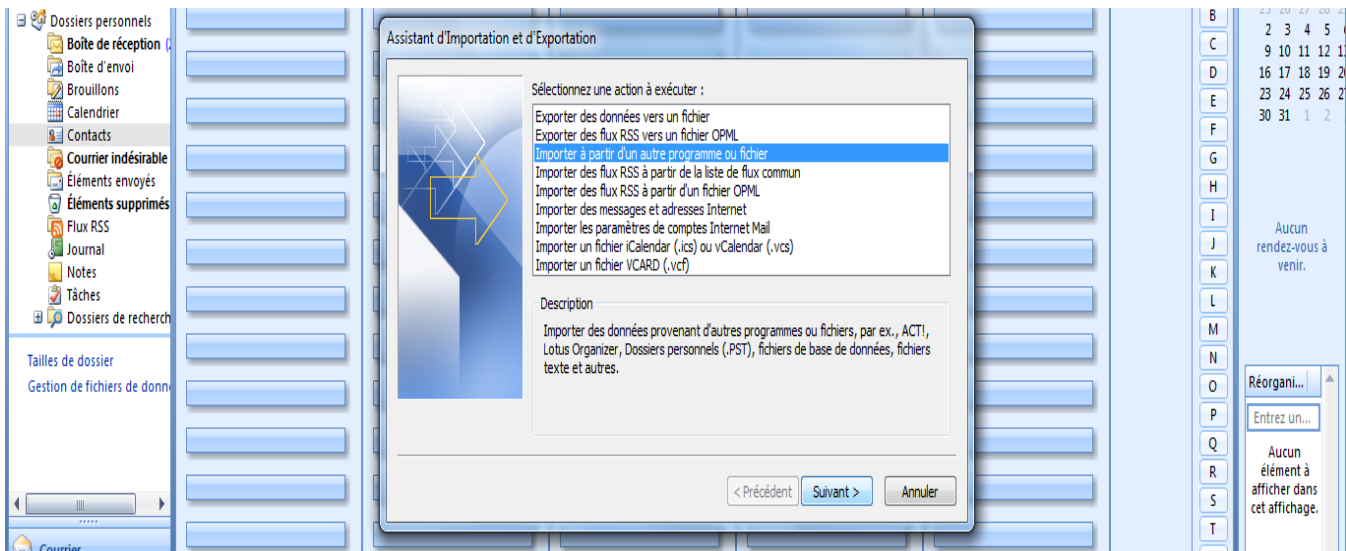 Dossiers personnels
Boîte de réception (
Boîte d'envoi
Brouillons
Calendrier
Contacts
Courrier indésirable
Éléments envoyés
Éléments supprimés
Flux RSS
Journal
Notes
Tâches
Dossiers de recherch
Tailles de dossier
Gestion de fichiers de donn
Courrier
Assistant d'Importation et d'Exportation
Sélectionnez une action à exécuter :
Exporter des données vers un fichier
Exporter des flux RSS vers un fichier OPML
Importer à partir d'un autre programme ou fichier
Importer des flux RSS à partir de la liste de flux commun
Importer des flux RSS à partir d'un fichier OPML
Importer des messages et adresses Internet
Importer les paramètres de comptes Internet Mail
Importer un fichier iCalendar (.ics) ou vCalendar (.vcs)
Importer un fichier VCARD (.vcf)
Description
Importer des données provenant d'autres programmes ou fichiers, par ex., ACT!,
Lotus Organizer, Dossiers personnels (.PST), fichiers de base de données, fichiers
texte et autres.
< Précédent
Suivant >
Annuler
B
C
D
E
F
G
H
I
J
K
L
M
N
O
P
Q
R
S
T
2 3 4 5
9 10 11 12
16 17 18 19
23 24 25 26
30 31 1 2
Aucun
rendez-vous à
venir.
Réorgani...
Entrez un...
Aucun
élément à
afficher dans
cet affichage.